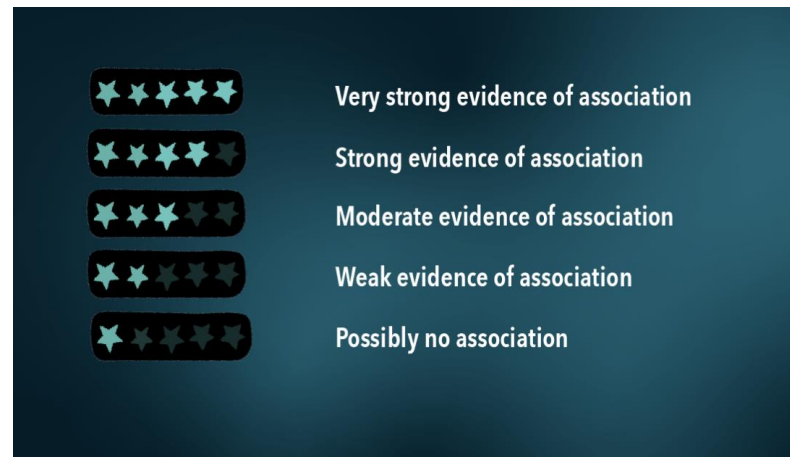 Very strong evidence of association
Strong evidence of association
Moderate evidence of association
Weak evidence of association
Possibly no association